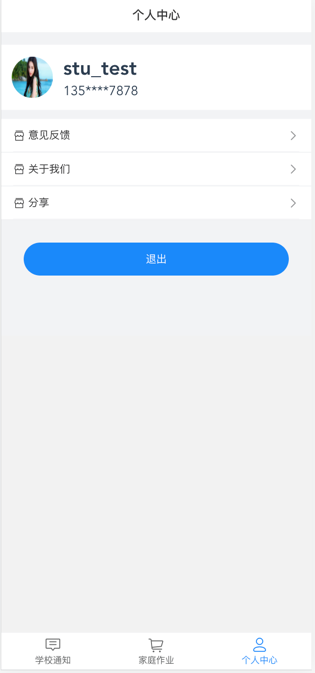 个人中心
stu_test
135****7878
意见反馈
关于我们
分享
退出
学校通知
家庭作业
个人中心